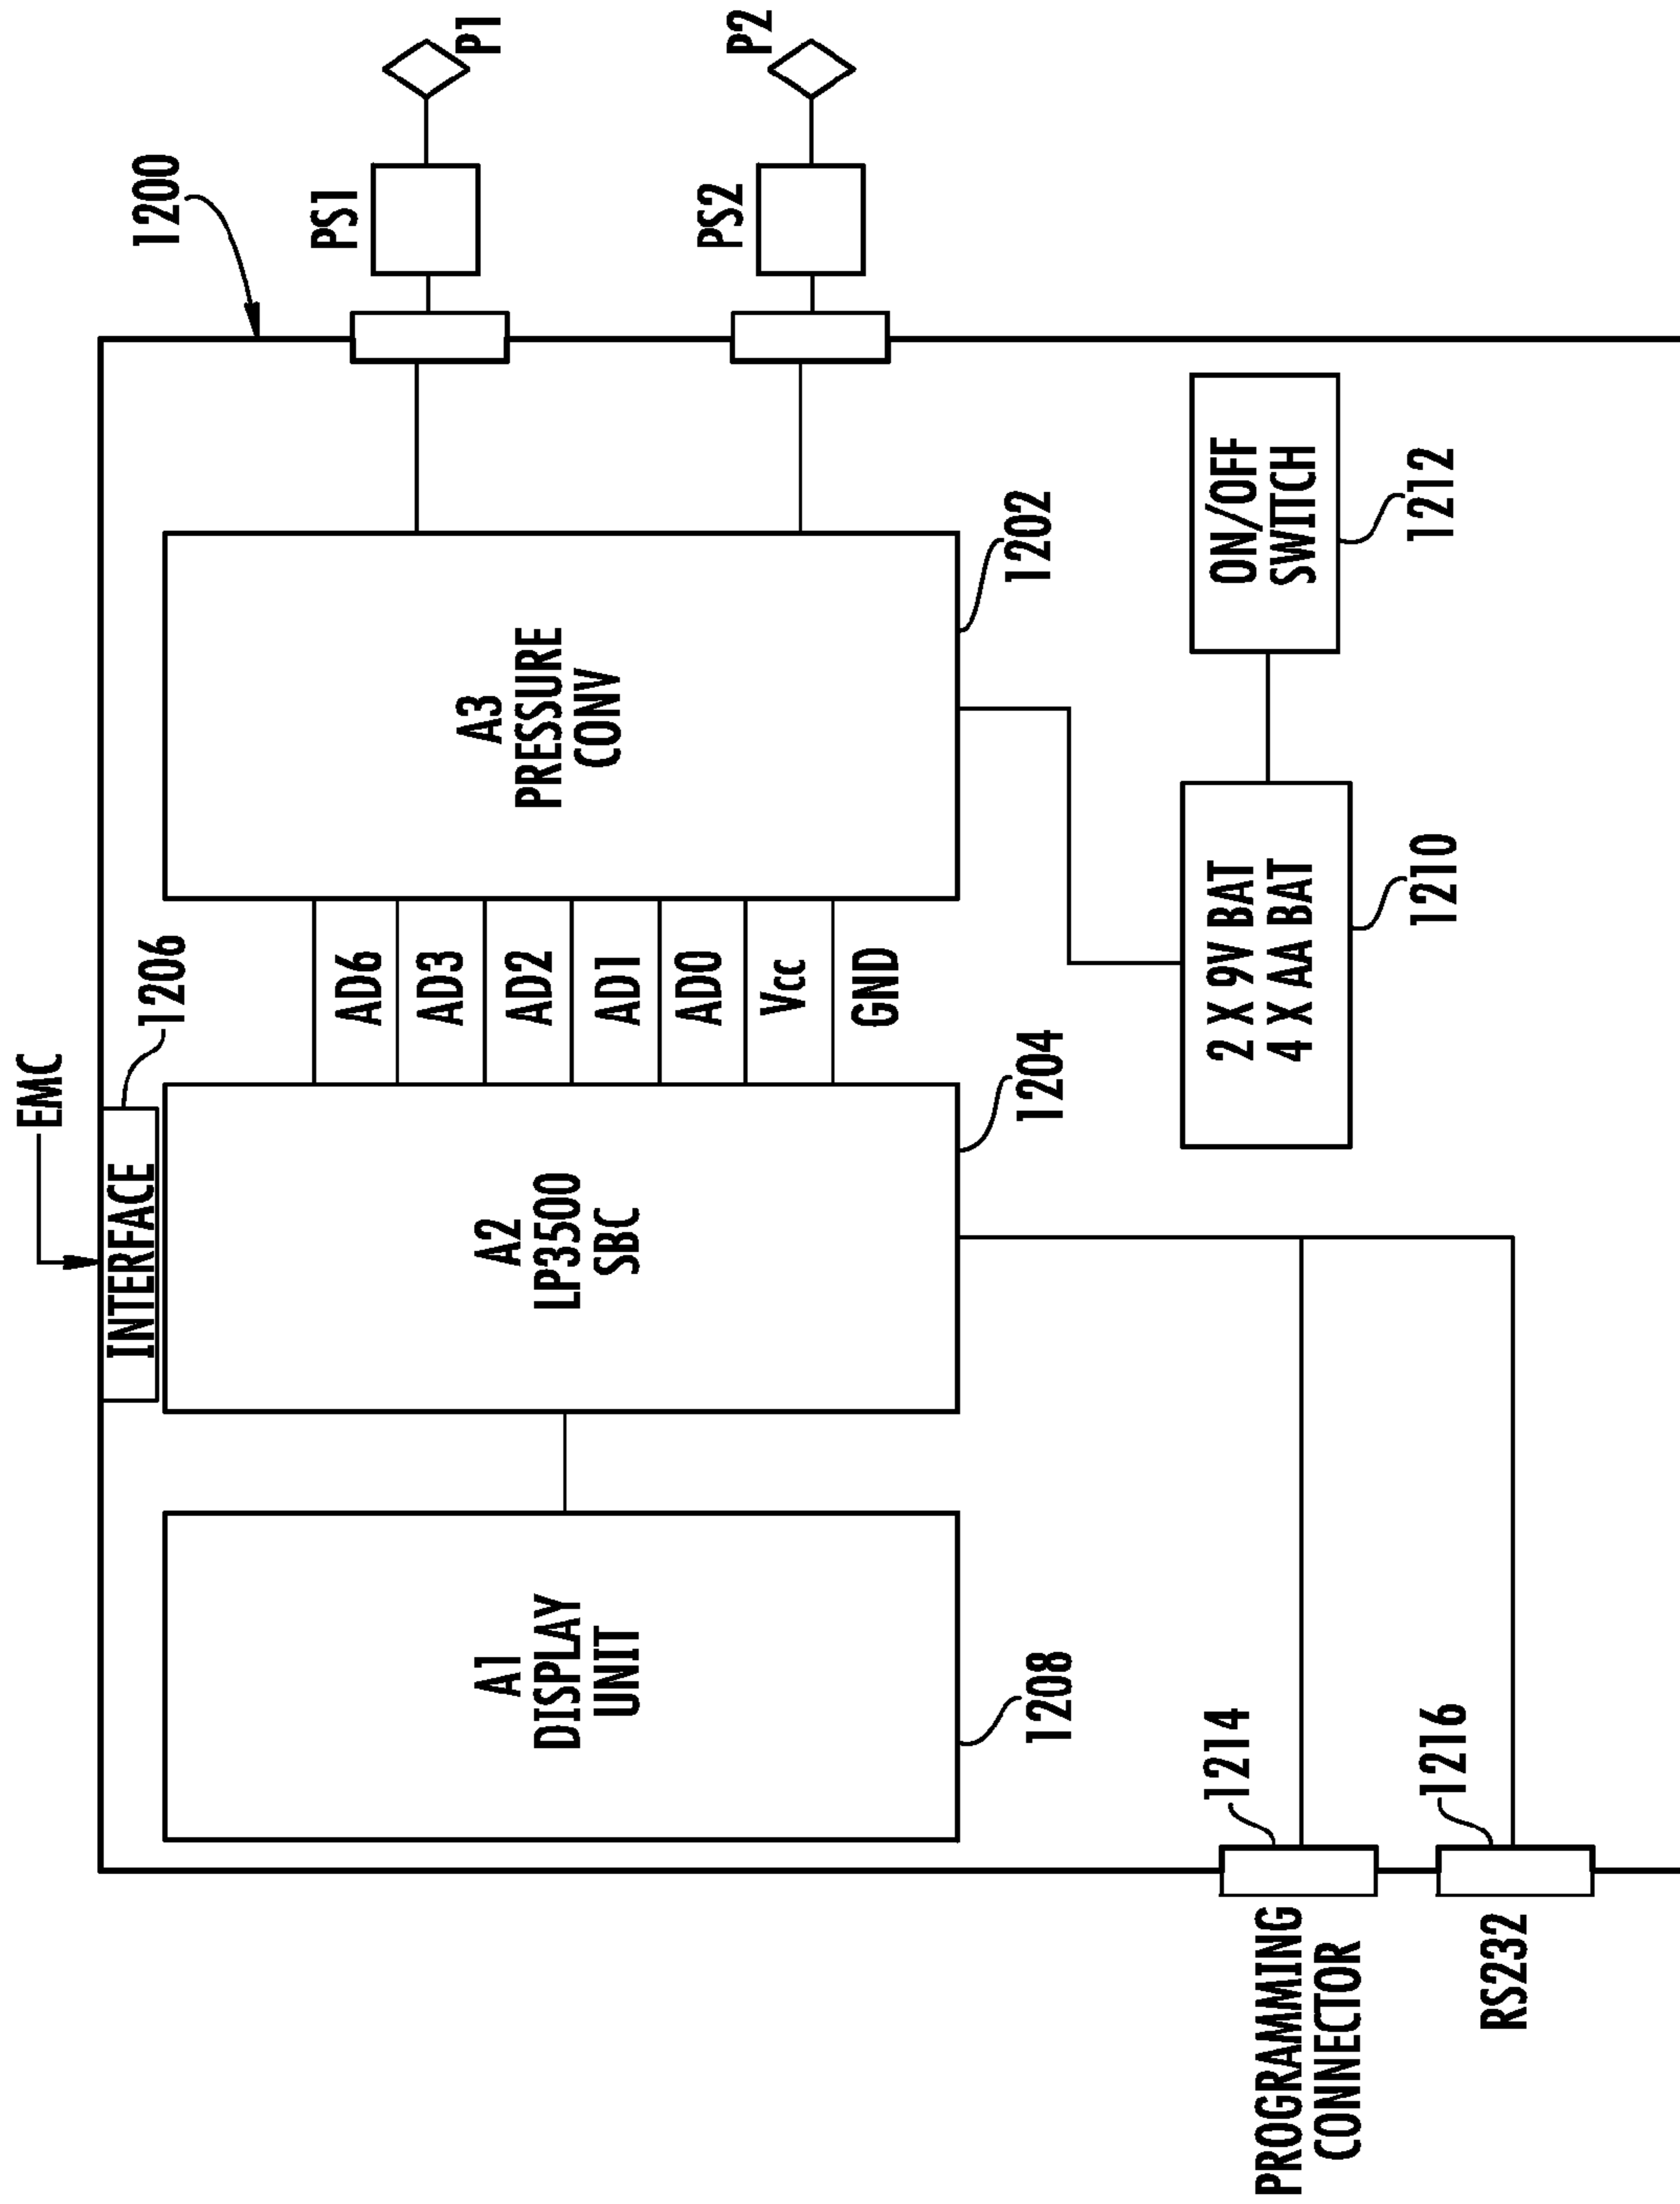 EMC
1200
INTERFACE
1206
P1
PS1
P2
PS2
A1
DISPLAY
UNIT
1208
A2
LP3500
SBC
1204
AD6
AD3
AD2
AD1
AD0
Vcc
GND
A3
PRESSURE
CONV
1202
PROGRAMMING
CONNECTOR
1214
RS232
1216
2 X 9V BAT
4 X AA BAT
1210
ON/OFF
SWITCH
1212